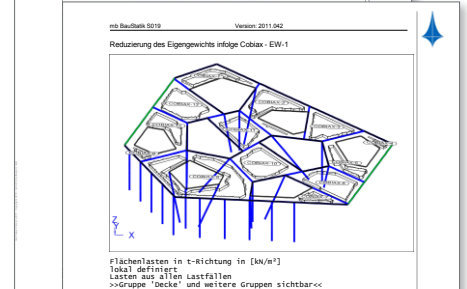 mb BauStatik S019 Version: 2011.042
Reduzierung des Eigengewichts infolge Cobiax - EW-1
Z
Y
X
Flächenlasten in t-Richtung in [kN/m²]
lokal definiert
Lasten aus allen Lastfällen
>>Gruppe 'Decke' und weitere Gruppen sichtbar<<